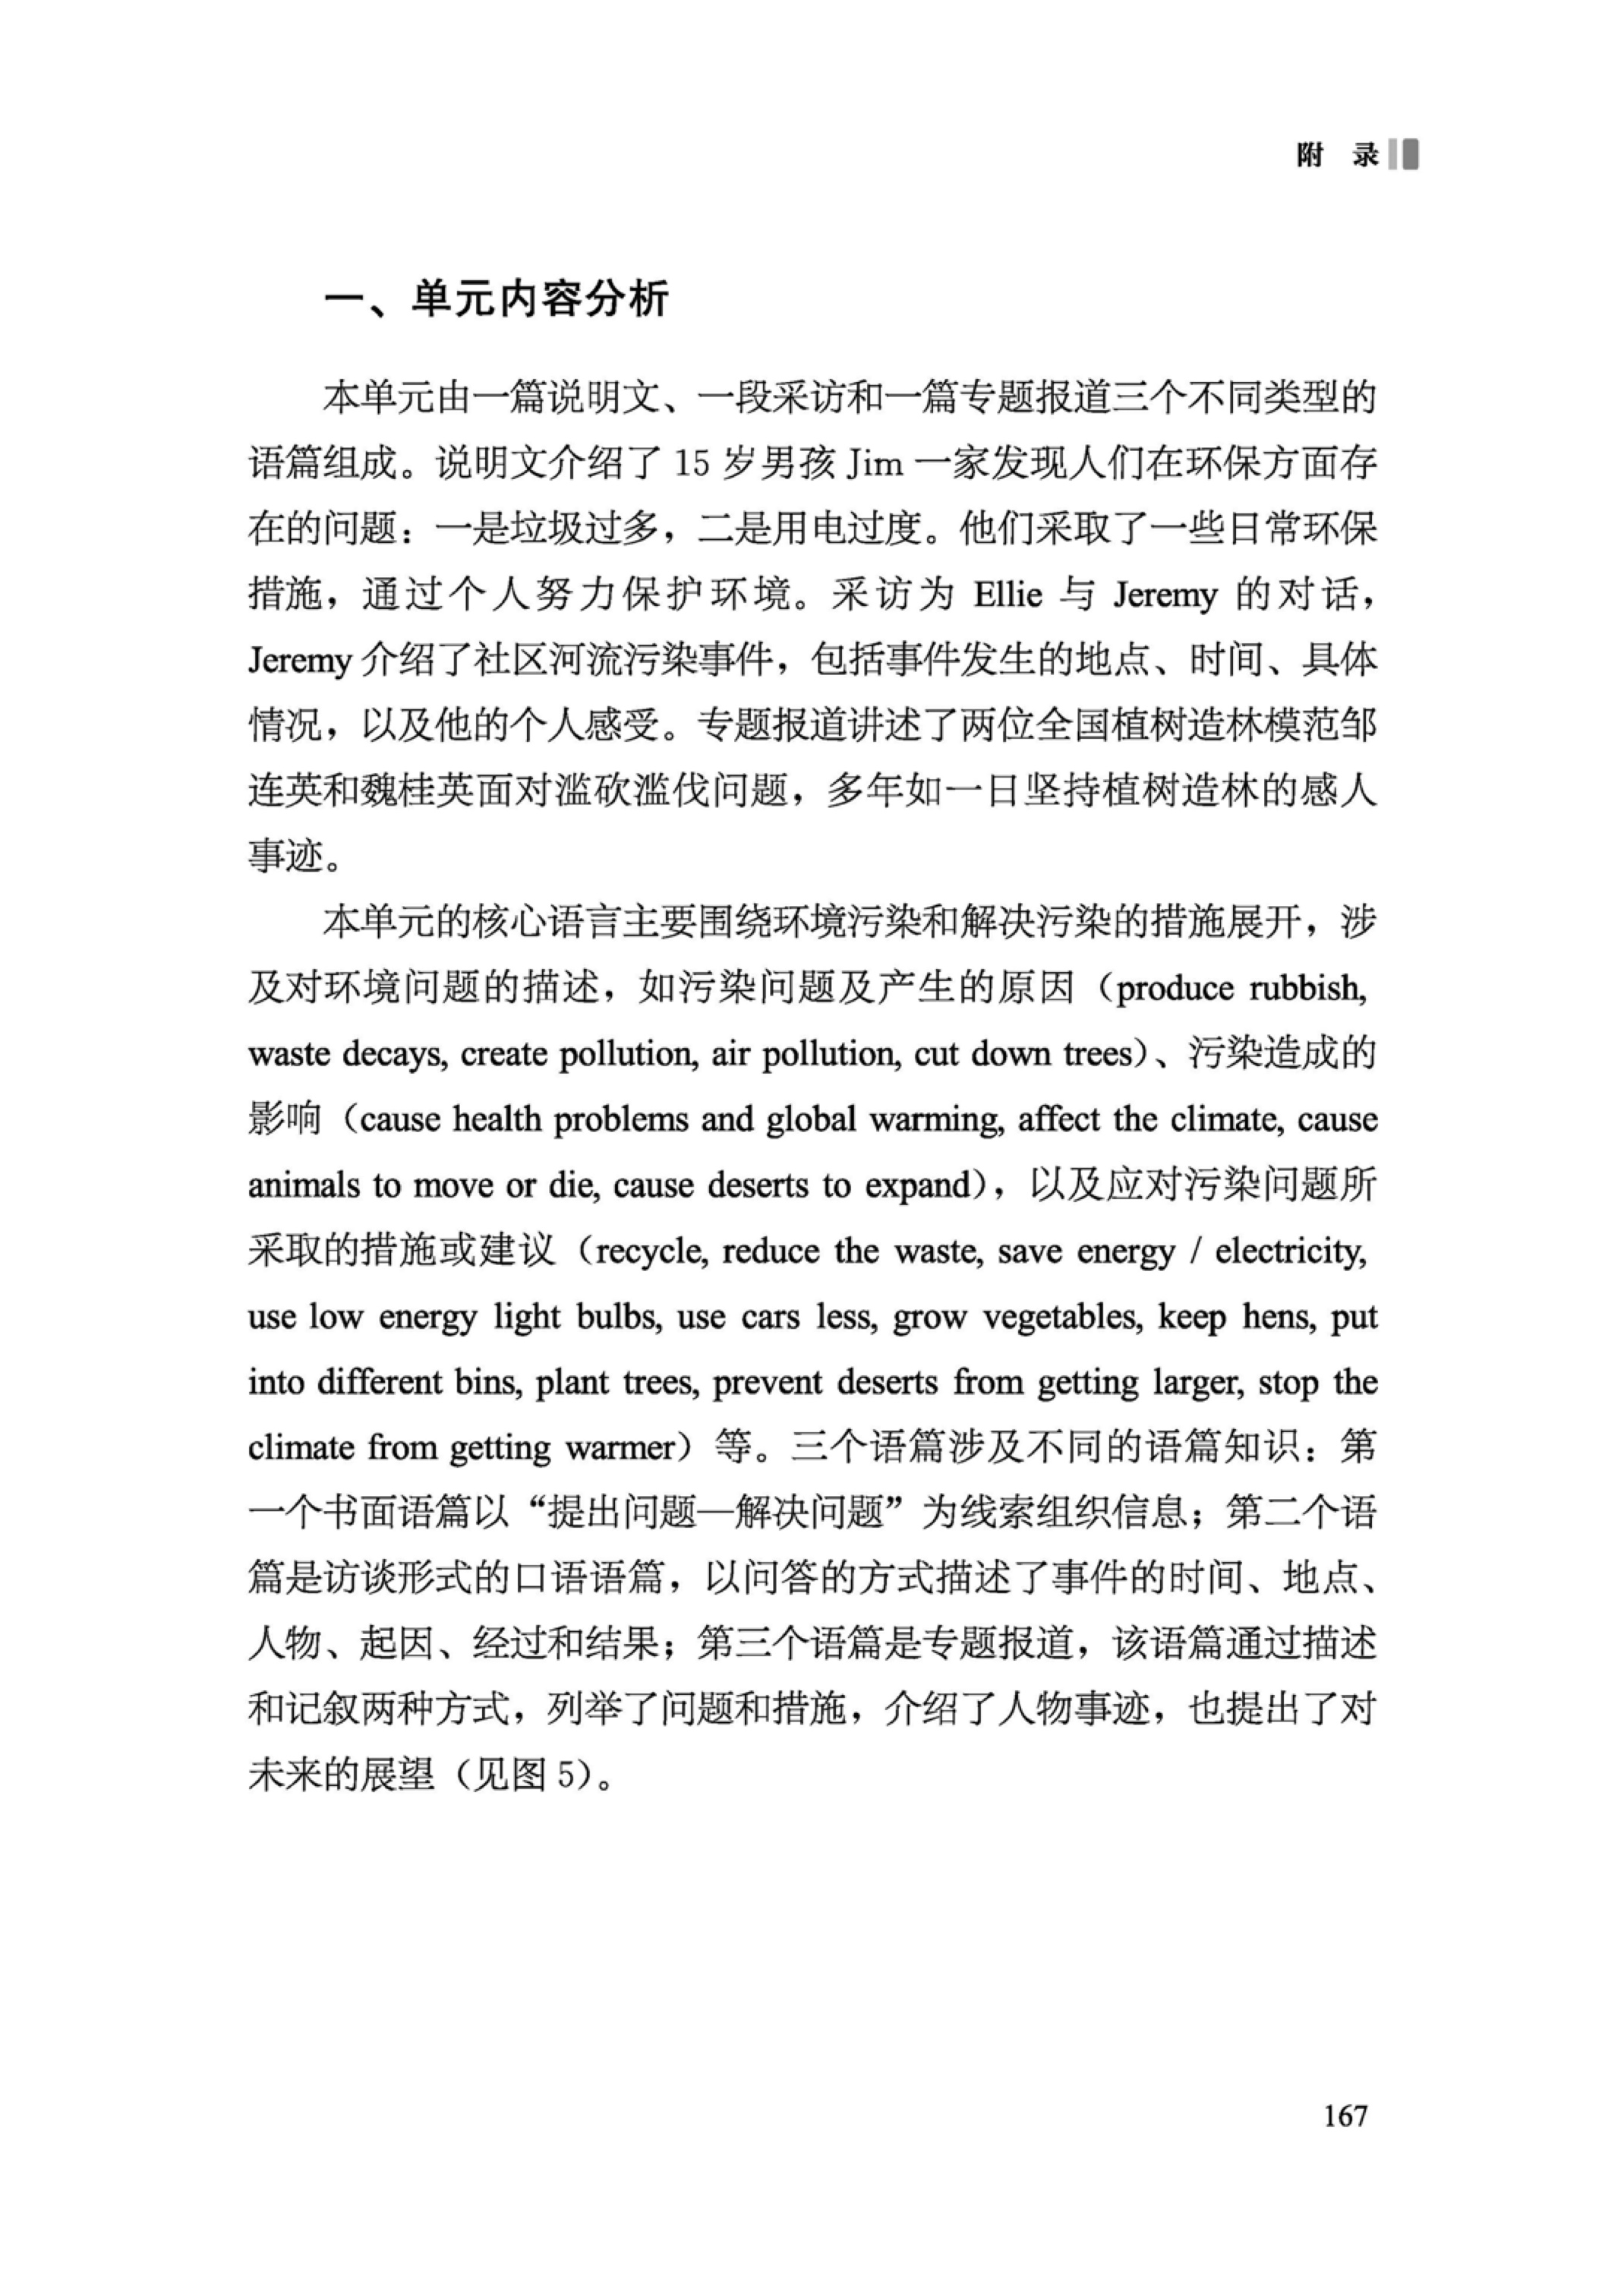 附 录
一、单元内容分析
本单元由一篇说明文、一段采访和一篇专题报道三个不同类型的
语篇组成。说明文介绍了 15 岁男孩 Jim 一家发现人们在环保方面存
在的问题：一是垃圾过多，二是用电过度。他们采取了一些日常环保
措施，通过个人努力保护环境。采访为 Ellie 与 Jeremy 的对话，
Jeremy 介绍了社区河流污染事件，包括事件发生的地点、时间、具体
情况，以及他的个人感受。专题报道讲述了两位全国植树造林模范邹
连英和魏桂英面对滥砍滥伐问题，多年如一日坚持植树造林的感人
事迹。
本单元的核心语言主要围绕环境污染和解决污染的措施展开，涉
及对环境问题的描述，如污染问题及产生的原因（produce rubbish,
waste decays, create pollution, air pollution, cut down trees）、污染造成的
影响（cause health problems and global warming, affect the climate, cause
animals to move or die, cause deserts to expand），以及应对污染问题所
采取的措施或建议（recycle, reduce the waste, save energy / electricity,
use low energy light bulbs, use cars less, grow vegetables, keep hens, put
into different bins, plant trees, prevent deserts from getting larger, stop the
climate from getting warmer）等。三个语篇涉及不同的语篇知识：第
一个书面语篇以“提出问题—解决问题”为线索组织信息；第二个语
篇是访谈形式的口语语篇，以问答的方式描述了事件的时间、地点、
人物、起因、经过和结果；第三个语篇是专题报道，该语篇通过描述
和记叙两种方式，列举了问题和措施，介绍了人物事迹，也提出了对
未来的展望（见图 5）。
167